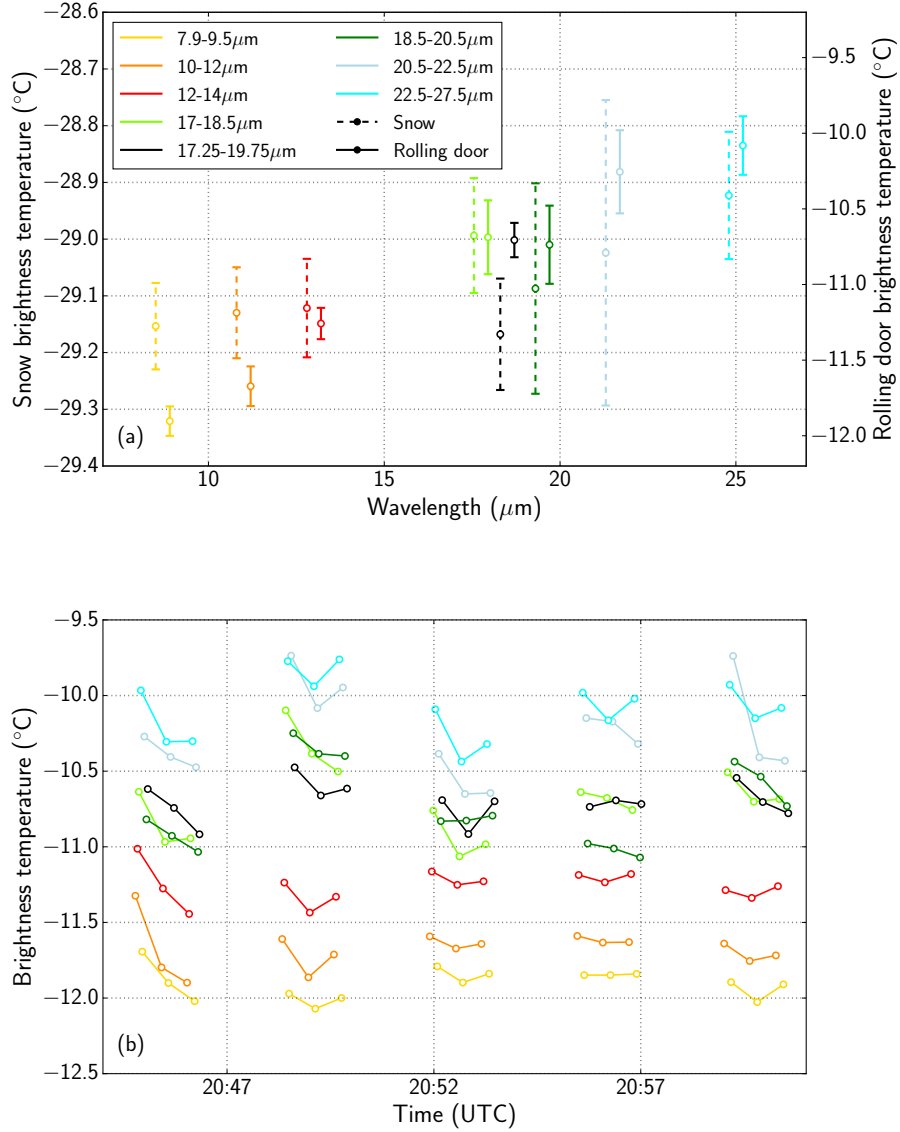 −28.6
−28.7
−28.8
−28.9
−29.0
−29.1
−29.2
−29.3
−29.4
Snow brightness temperature (°C)
7.9-9.5μm
10-12μm
12-14μm
17-18.5μm
17.25-19.75μm
18.5-20.5μm
20.5-22.5μm
22.5-27.5μm
Snow
Rolling door
−9.5
−10.0
−10.5
−11.0
−11.5
−12.0
Rolling door brightness temperature (°C)
(a)
10
15
20
25
Wavelength (μm)
−9.5
−10.0
−10.5
−11.0
−11.5
−12.0
−12.5
Brightness temperature (°C)
(b)
20:47
20:52
20:57
Time (UTC)